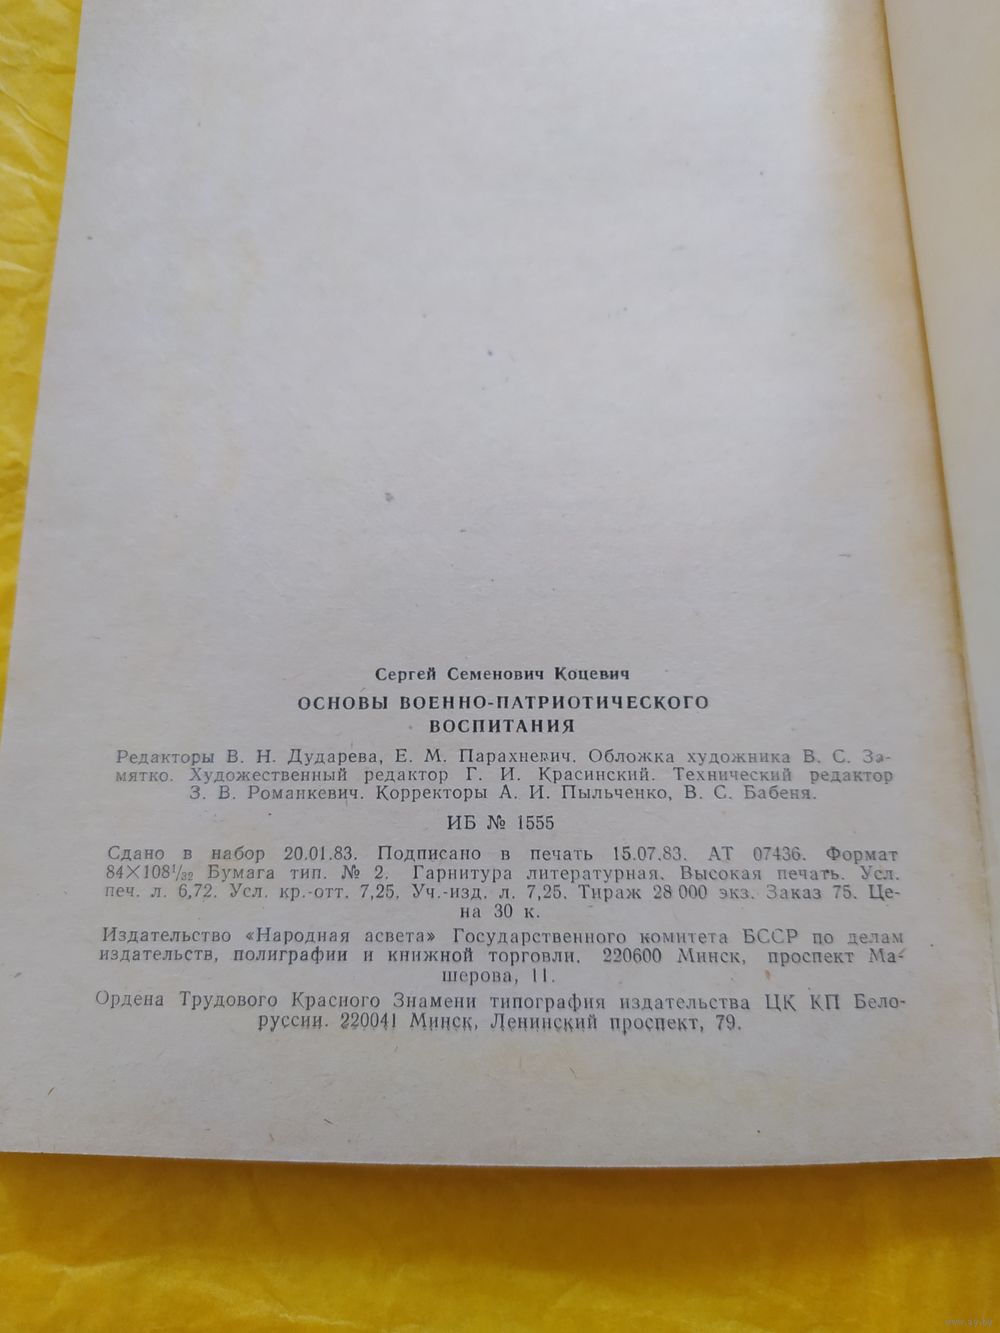 Сергей Семенович Коцевич
ОСНОВЫ ВОЕННО-ПАТРИОТИЧЕСКОГО
ВОСПИТАНИЯ
Редакторы В. Н. Дударева, Е. М. Парахневич. Обложка художника В. С. За-
мятко. Художественный редактор Г. И. Красинский. Технический редактор
З. В. Романкевич. Корректоры А. И. Пыльченко, В. С. Бабеня.
ИБ № 1555
Сдано в набор 20.01.83. Подписано в печать 15.07.83. АТ 07436. Формат
84×108¹/₃₂ Бумага тип. № 2. Гарнитура литературная. Высокая печать. Усл.
печ. л. 6,72. Усл. кр.-отт. 7,25. Уч.-изд. л. 7,25. Тираж 28 000 экз. Заказ 75. Це-
на 30 к.
Издательство «Народная асвета» Государственного комитета БССР по делам
издательств, полиграфии и книжной торговли. 220600 Минск, проспект Ма-
шерова, 11.
Ордена Трудового Красного Знамени типография издательства ЦК КП Бело-
руссии. 220041 Минск, Ленинский проспект, 79.
www.ay.by